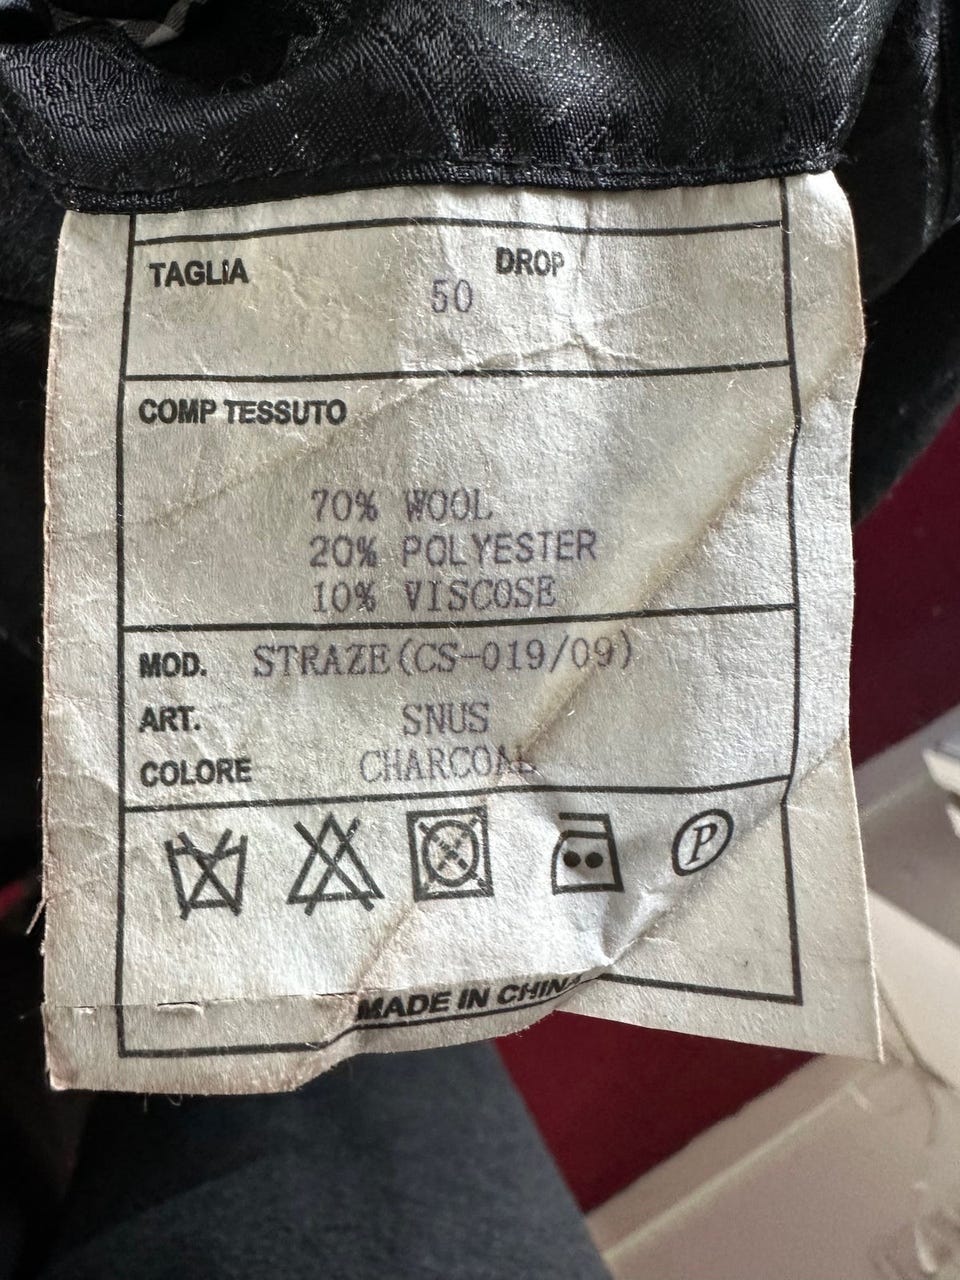 TAGLIA DROP
50
COMP TESSUTO
70% WOOL
20% POLYESTER
10% VISCOSE
MOD. STRAZE(CS-019/09)
ART. SNUS
COLORE CHARCOAL
P
MADE IN CHINA